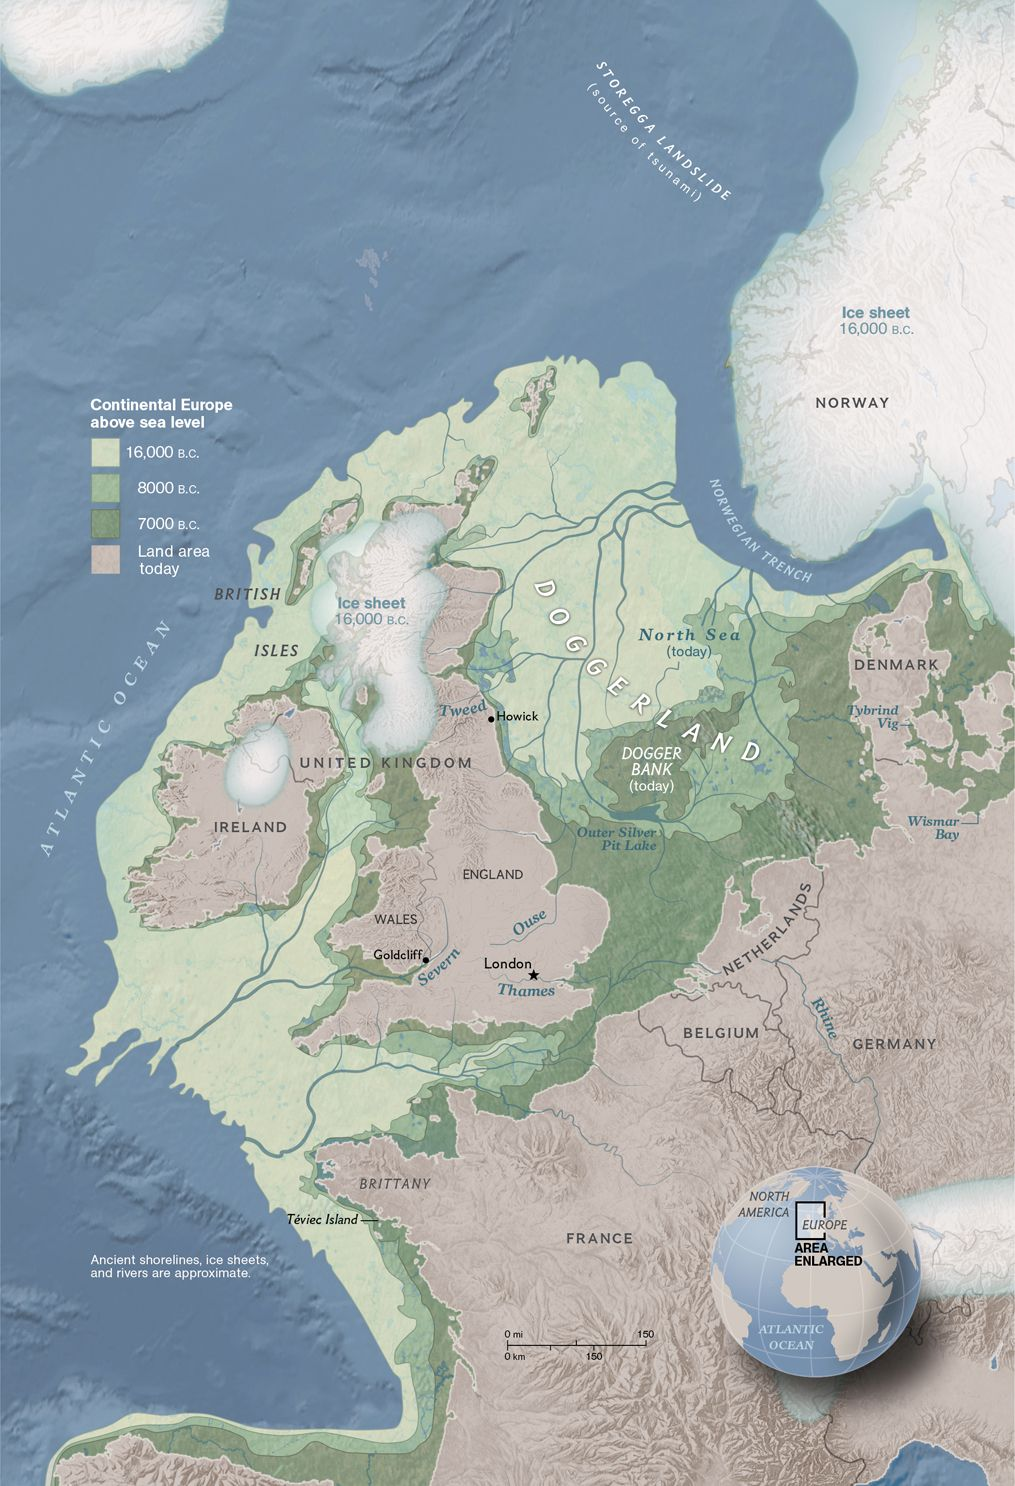 STOREGGA LANDSLIDE
(source of tsunami)
Ice sheet
16,000 B.C.
NORWAY
Continental Europe
above sea level
16,000 B.C.
8000 B.C.
7000 B.C.
Land area
today
NORWEGIAN TRENCH
BRITISH
ISLES
Ice sheet
16,000 B.C.
ATLANTIC OCEAN
DOGGERLAND
North Sea
(today)
DENMARK
Tybrind
Vig
Tweed
Howick
DOGGER
BANK
(today)
UNITED KINGDOM
IRELAND
Outer Silver
Pit Lake
Wismar
Bay
ENGLAND
WALES
Ouse
NETHERLANDS
Goldcliff
Severn
London
Thames
BELGIUM
Rhine
GERMANY
BRITTANY
Téviec Island
FRANCE
Ancient shorelines, ice sheets,
and rivers are approximate.
0 mi
150
0 km
150
NORTH
AMERICA
EUROPE
AREA
ENLARGED
ATLANTIC
OCEAN